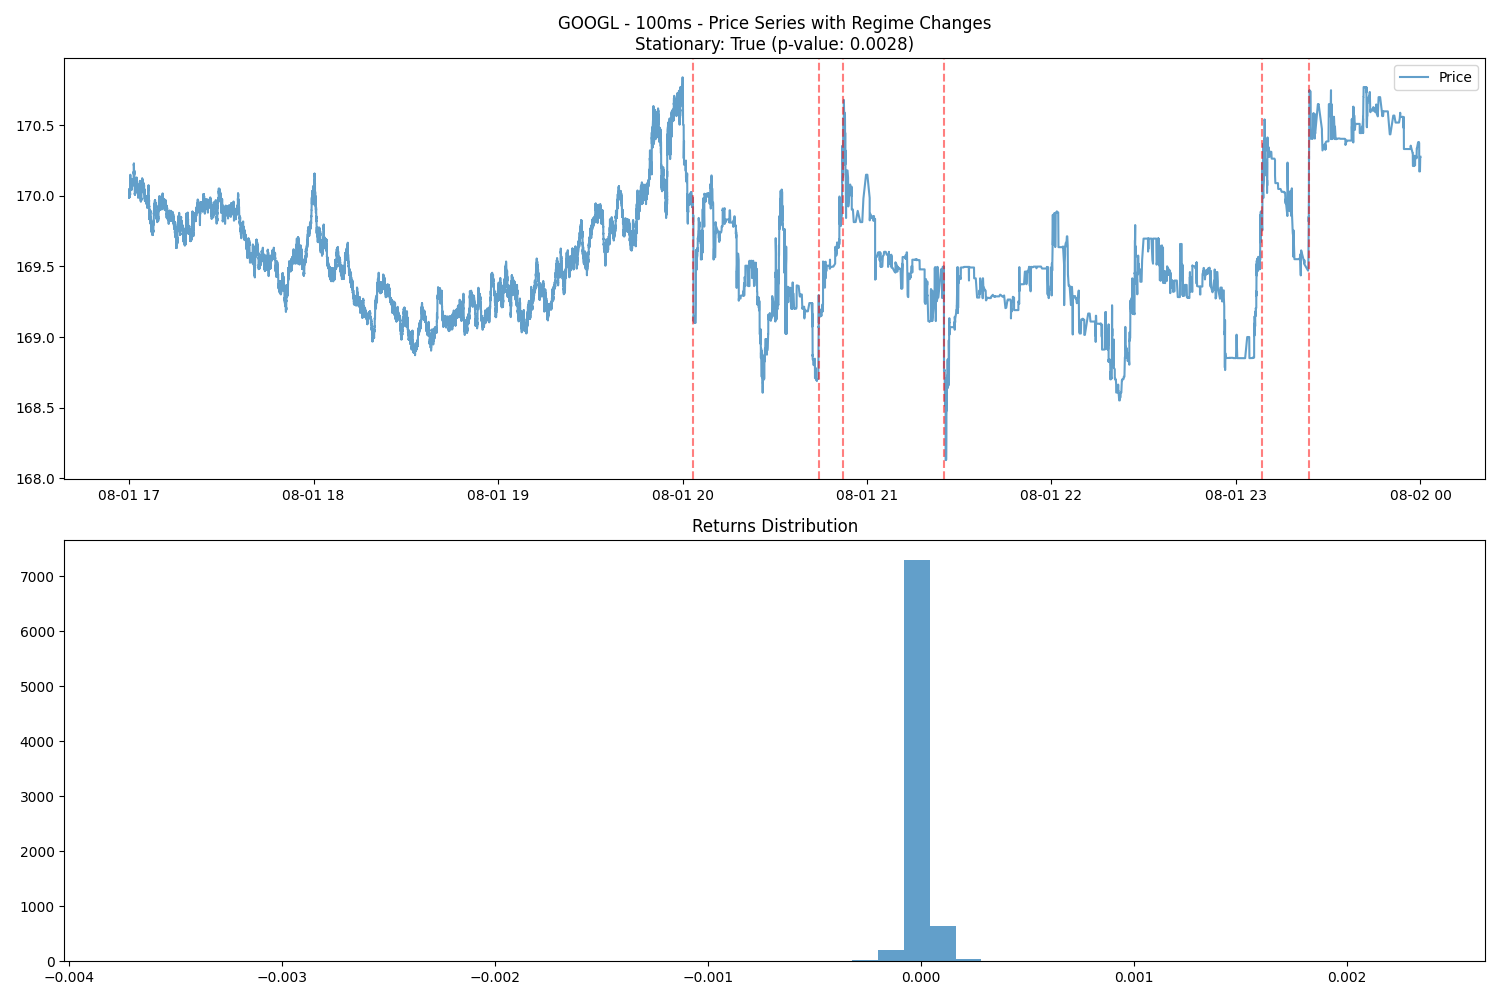 GOOGL - 100ms - Price Series with Regime Changes
Stationary: True (p-value: 0.0028)
Price
170.5
170.0
169.5
169.0
168.5
168.0
08-01 17 08-01 18 08-01 19 08-01 20 08-01 21 08-01 22 08-01 23 08-02 00
Returns Distribution
7000
6000
5000
4000
3000
2000
1000
0
−0.004 −0.003 −0.002 −0.001 0.000 0.001 0.002